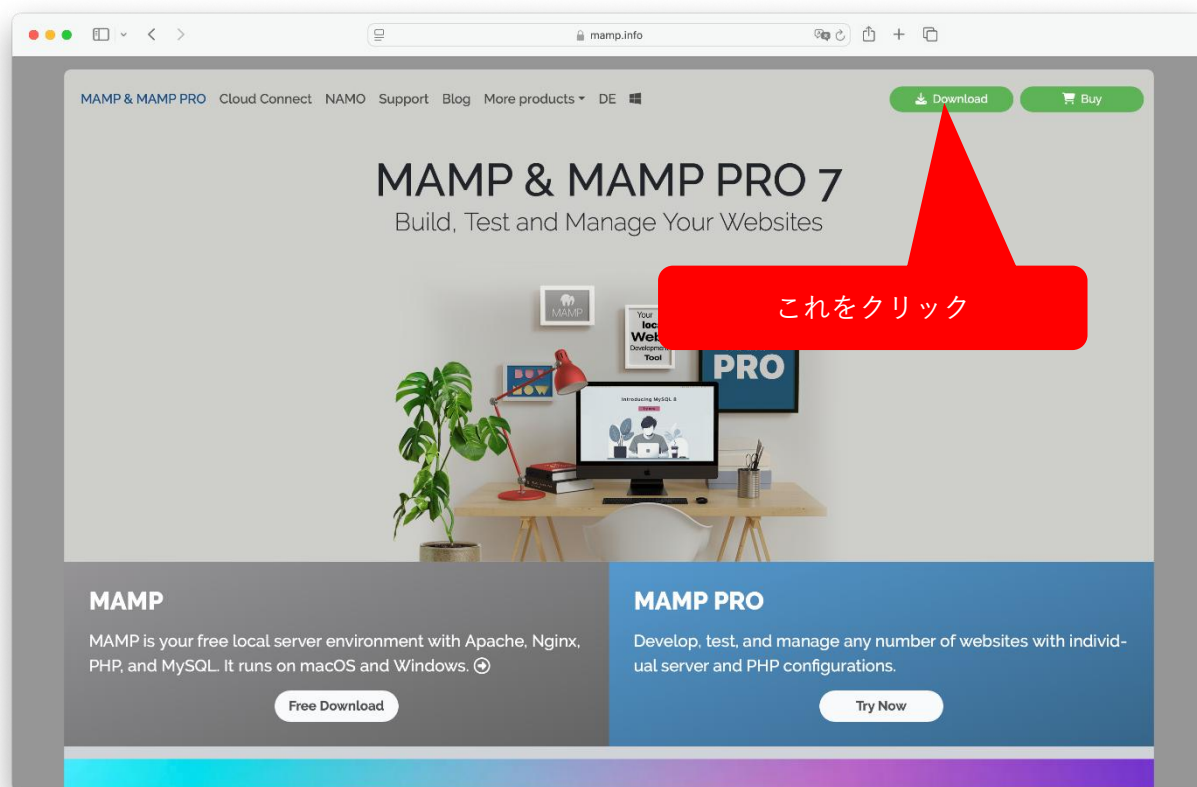 mamp.info
MAMP & MAMP PRO Cloud Connect NAMO Support Blog More products DE
Download
Buy
MAMP & MAMP PRO 7
Build, Test and Manage Your Websites
これをクリック
MAMP
Your
Tool
PRO
Introducing MySQL 8
MAMP
MAMP is your free local server environment with Apache, Nginx,
PHP, and MySQL. It runs on macOS and Windows.
Free Download
MAMP PRO
Develop, test, and manage any number of websites with individ-
ual server and PHP configurations.
Try Now